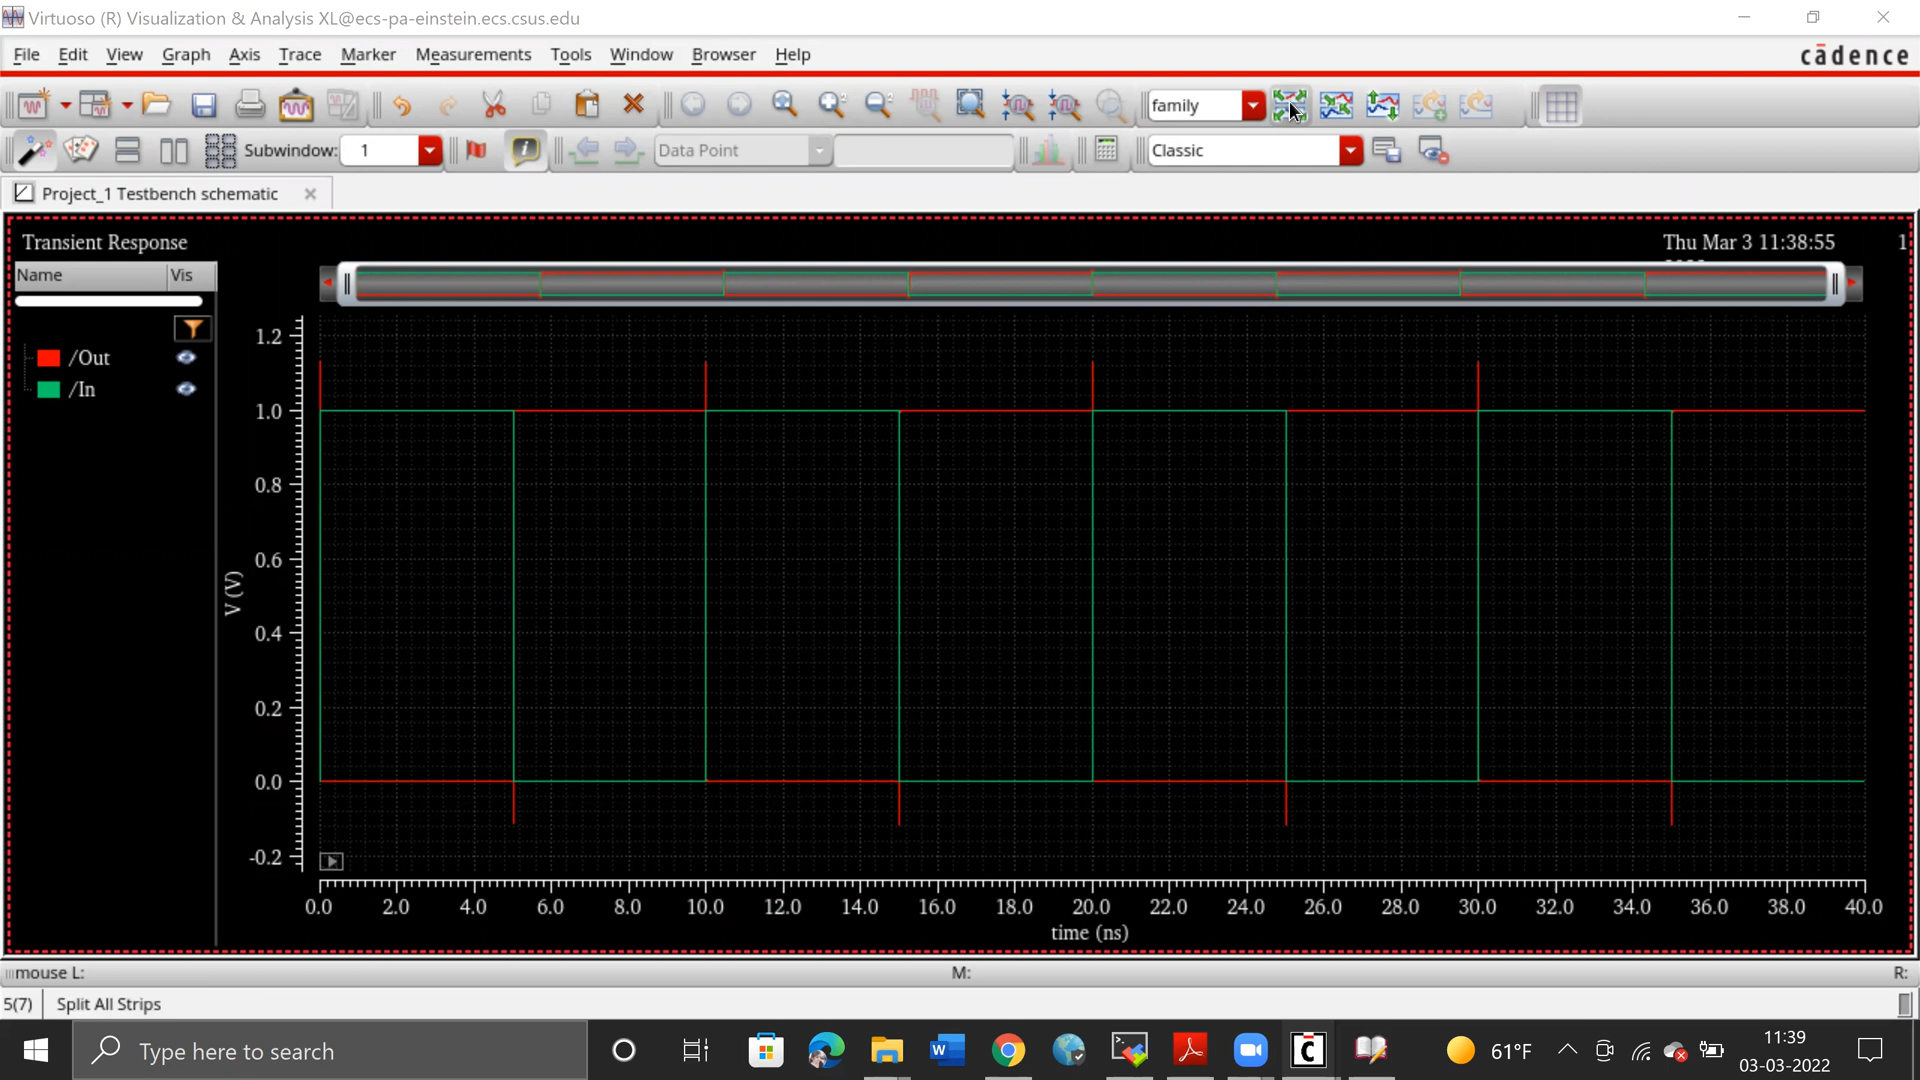 Virtuoso (R) Visualization & Analysis XL@ecs-pa-einstein.ecs.csus.edu
File Edit View Graph Axis Trace Marker Measurements Tools Window Browser Help
cādence
family
Subwindow: 1 Data Point Classic
Project_1 Testbench schematic
Transient Response
Thu Mar 3 11:38:55 1
Name Vis
/Out
/In
1.2
1.0
0.8
0.6
0.4
0.2
0.0
-0.2
V (V)
0.0 2.0 4.0 6.0 8.0 10.0 12.0 14.0 16.0 18.0 20.0 22.0 24.0 26.0 28.0 30.0 32.0 34.0 36.0 38.0 40.0
time (ns)
mouse L: M: R:
5(7) Split All Strips
Type here to search
61°F
11:39
03-03-2022